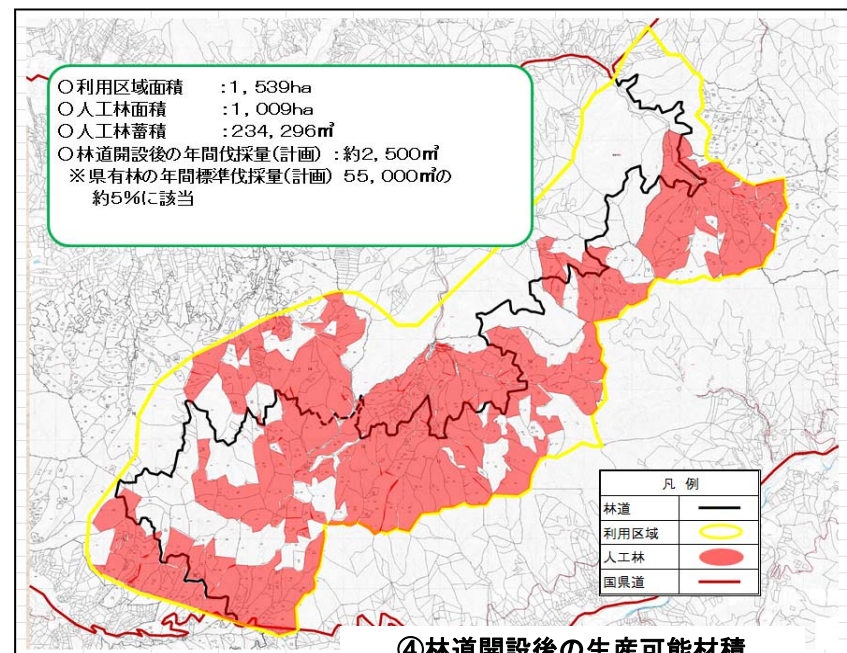 ○利用区域面積　：1，539ha
○人工林面積　：1，009ha
○人工林蓄積　：234，296㎥
○林道開設後の年間伐採量(計画)：約2，500㎥
※県有林の年間標準伐採量(計画) 55，000㎥の
約5％に該当
凡 例
林道
利用区域
人工林
国県道
④林道開設後の生産可能材積